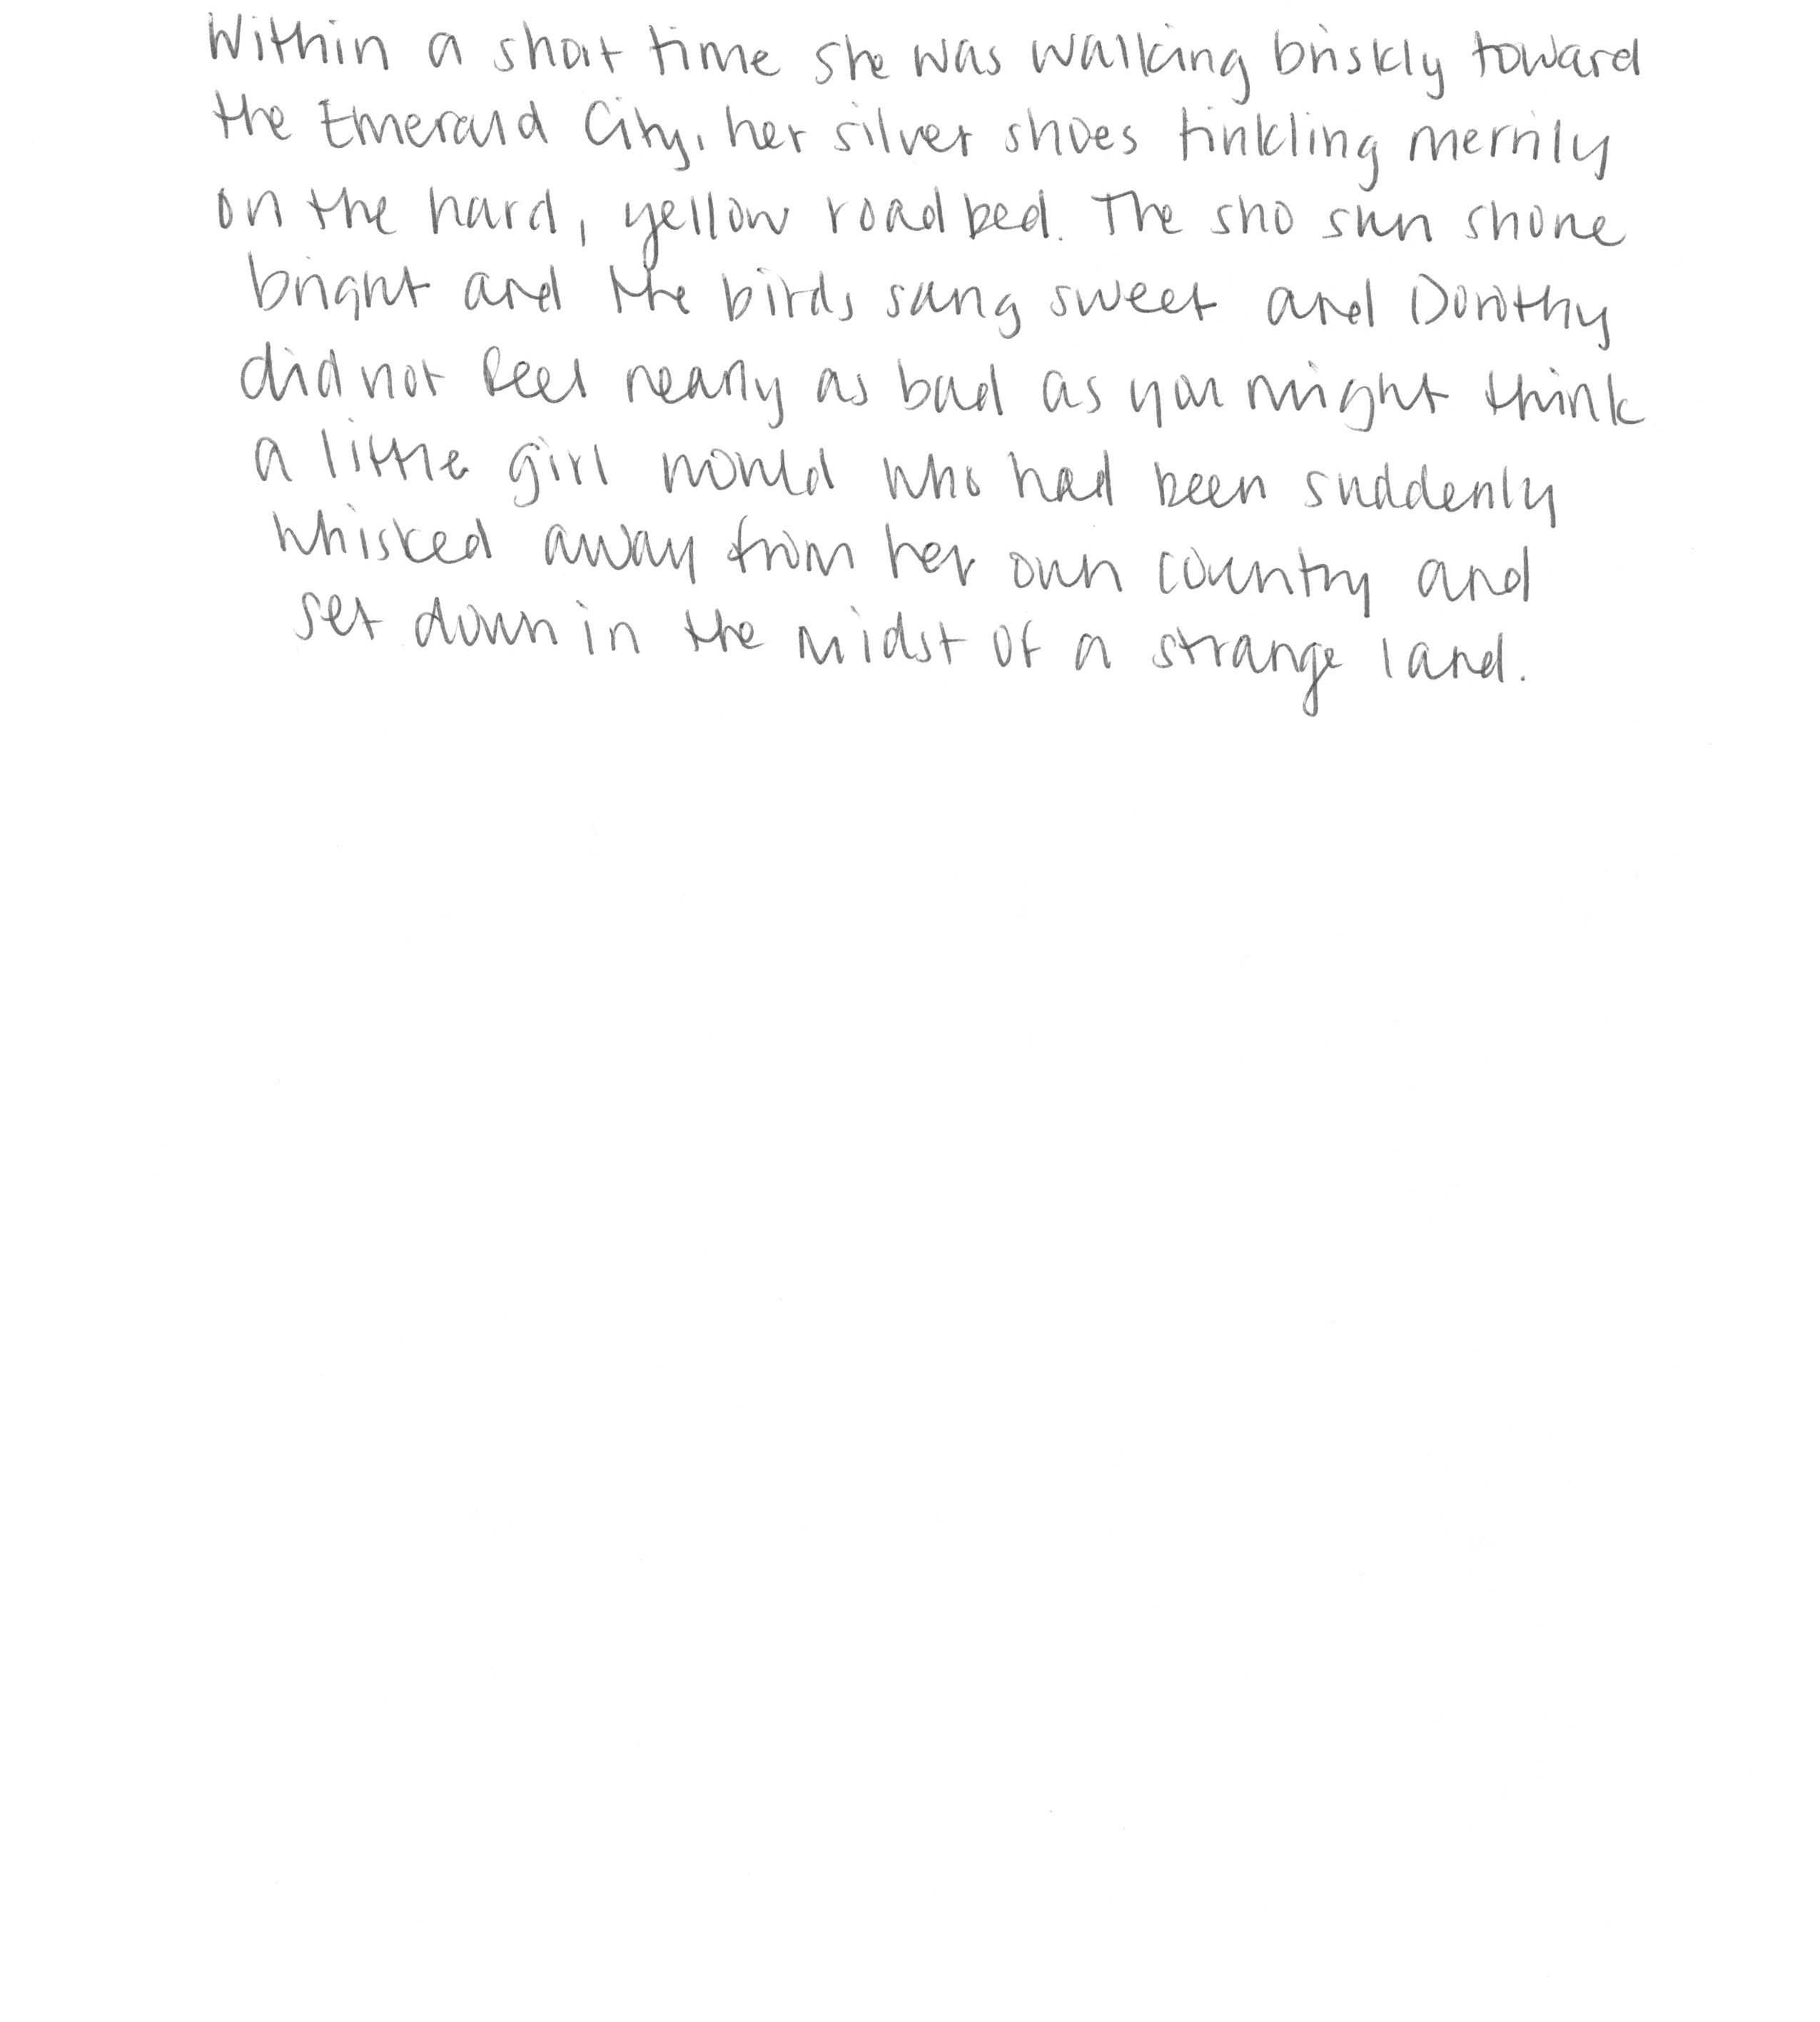 Within a short time she was walking briskly toward
the Emerald City, her silver shoes tinkling merrily
on the hard, yellow roadbed. The sho sun shone
bright and the birds sang sweet and Dorothy
did not feel nearly as bad as you might think
a little girl would who had been suddenly
whisked away from her own country and
set down in the midst of a strange land.